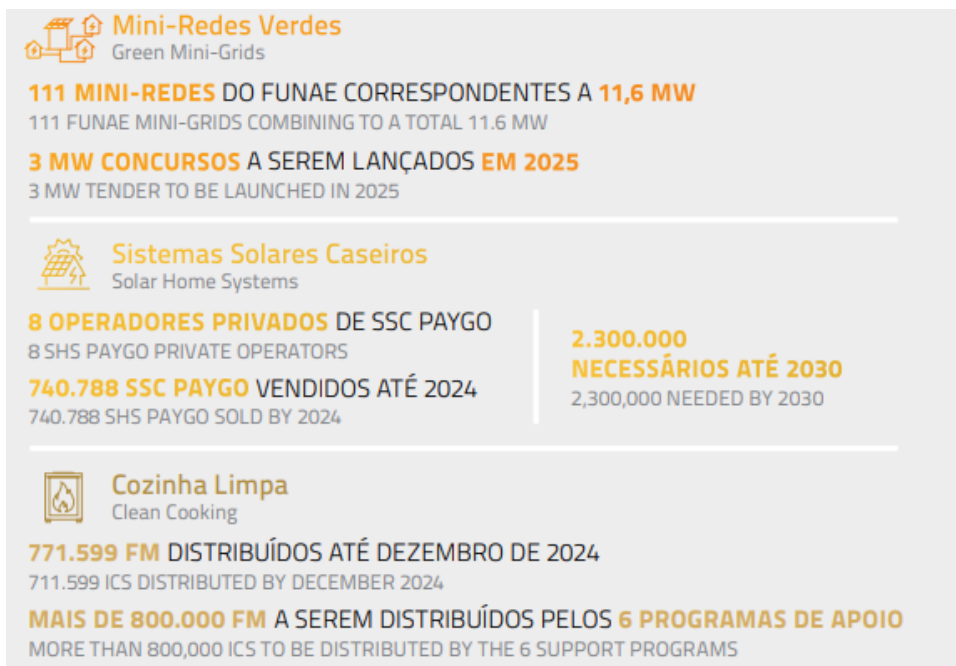 Mini-Redes Verdes
Green Mini-Grids
111 MINI-REDES DO FUNAE CORRESPONDENTES A 11,6 MW
111 FUNAE MINI-GRIDS COMBINING TO A TOTAL 11.6 MW
3 MW CONCURSOS A SEREM LANÇADOS EM 2025
3 MW TENDER TO BE LAUNCHED IN 2025
Sistemas Solares Caseiros
Solar Home Systems
8 OPERADORES PRIVADOS DE SSC PAYGO
8 SHS PAYGO PRIVATE OPERATORS
740.788 SSC PAYGO VENDIDOS ATÉ 2024
740.788 SHS PAYGO SOLD BY 2024
2.300.000
NECESSÁRIOS ATÉ 2030
2,300,000 NEEDED BY 2030
Cozinha Limpa
Clean Cooking
771.599 FM DISTRIBUÍDOS ATÉ DEZEMBRO DE 2024
711.599 ICS DISTRIBUTED BY DECEMBER 2024
MAIS DE 800.000 FM A SEREM DISTRIBUÍDOS PELOS 6 PROGRAMAS DE APOIO
MORE THAN 800,000 ICS TO BE DISTRIBUTED BY THE 6 SUPPORT PROGRAMS